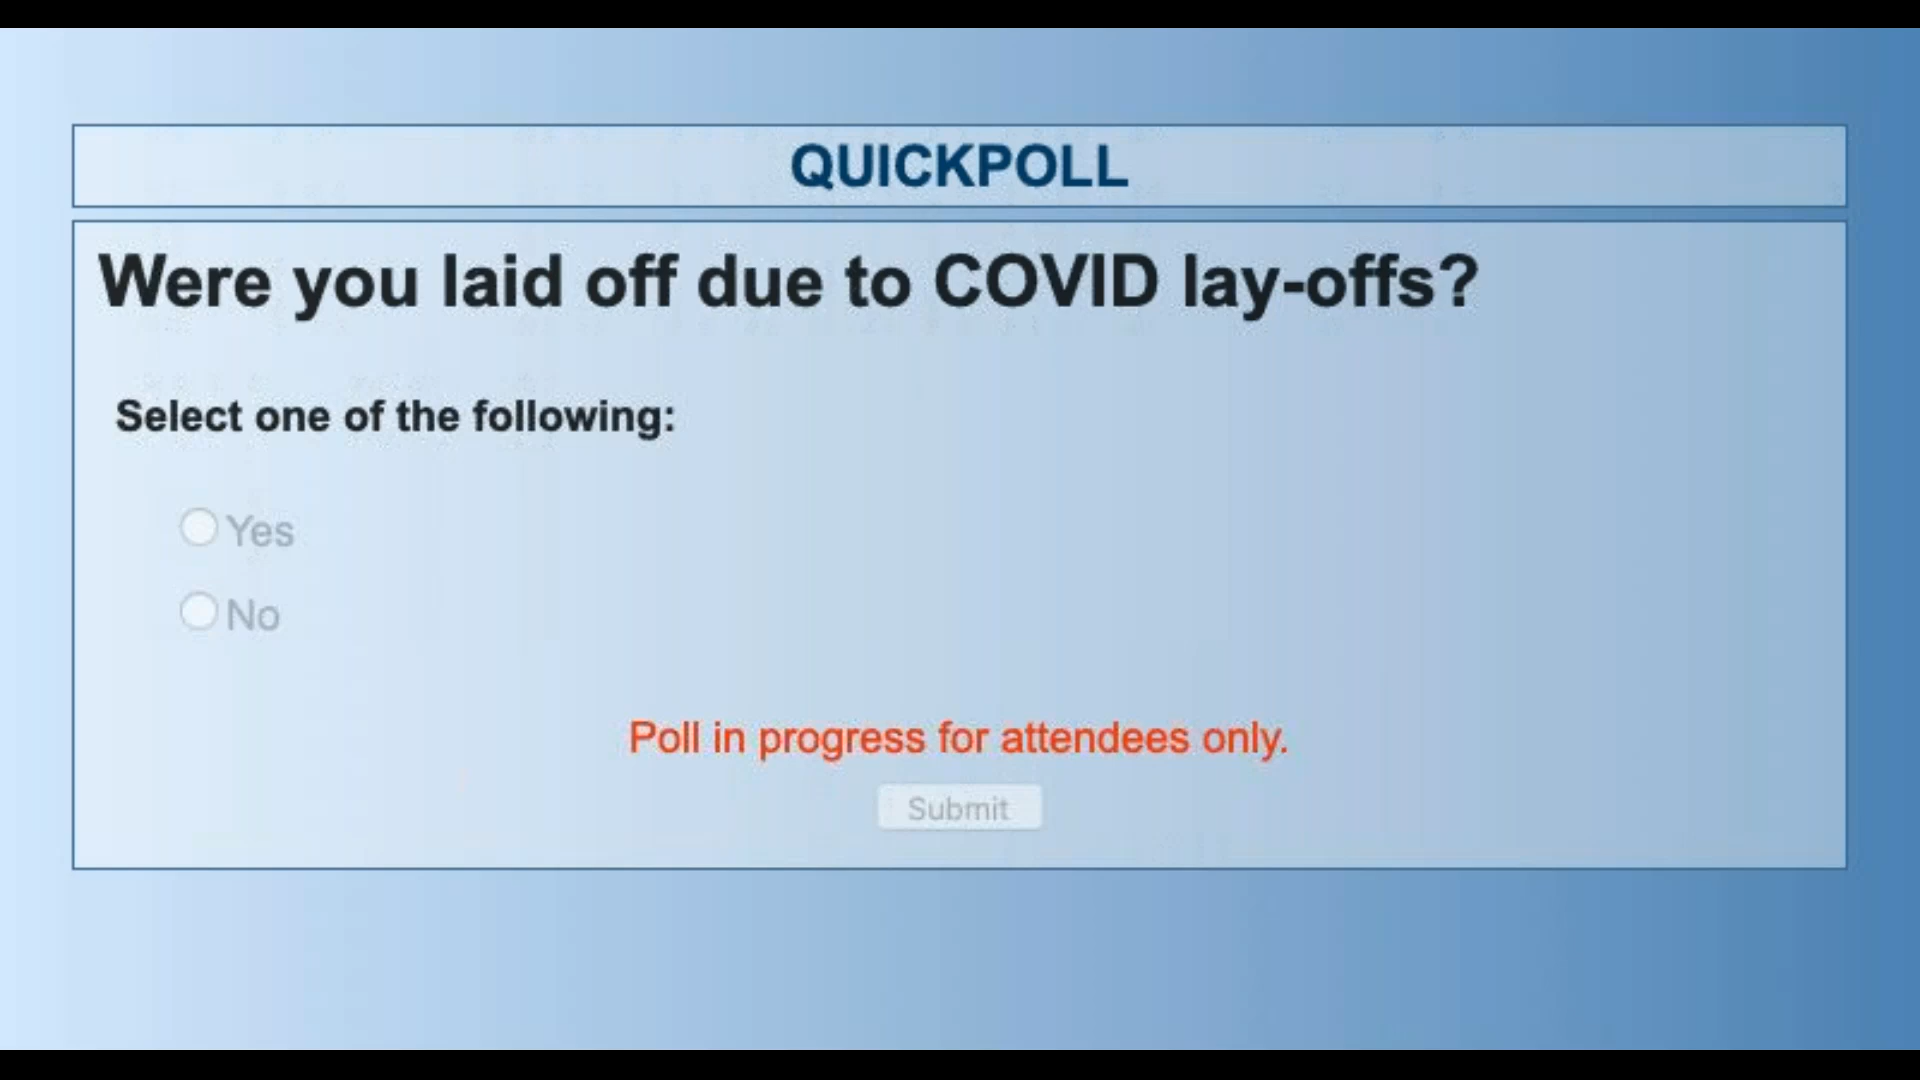 QUICKPOLL
Were you laid off due to COVID lay-offs?
Select one of the following:
Yes
No
Poll in progress for attendees only.
Submit